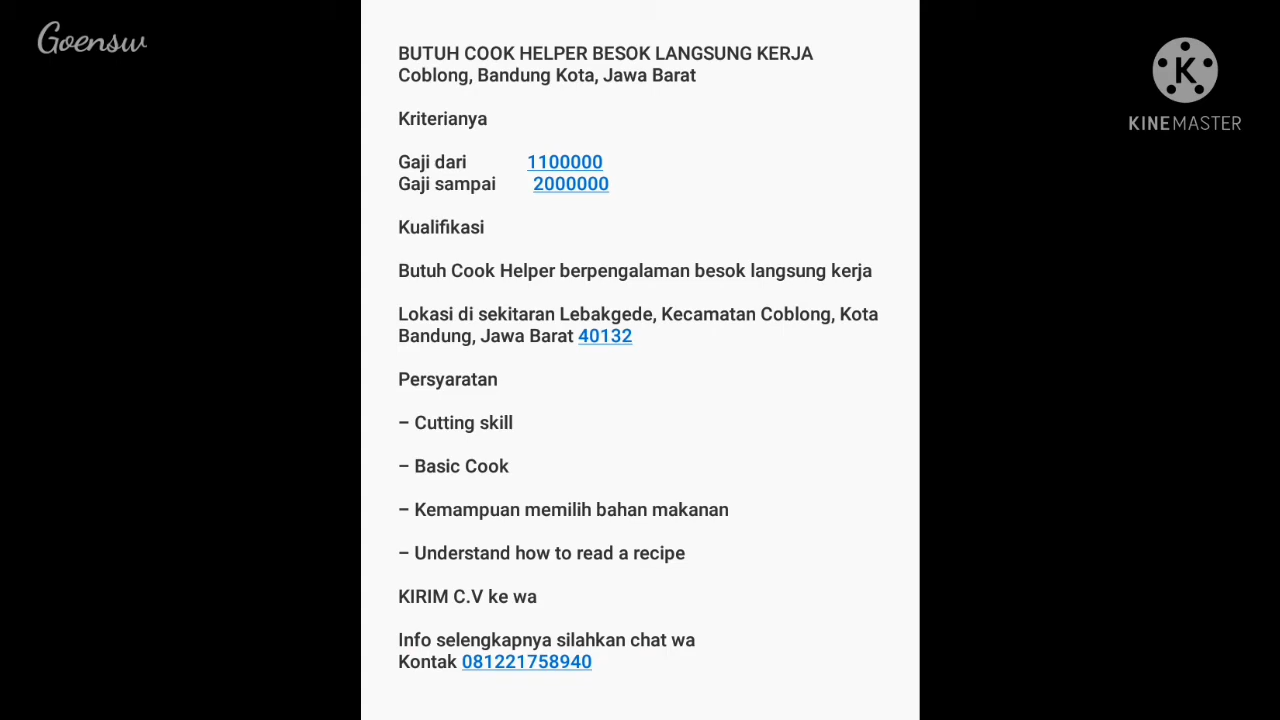 Goensw
BUTUH COOK HELPER BESOK LANGSUNG KERJA
Coblong, Bandung Kota, Jawa Barat
Kriterianya
Gaji dari 1100000
Gaji sampai 2000000
Kualifikasi
Butuh Cook Helper berpengalaman besok langsung kerja
Lokasi di sekitaran Lebakgede, Kecamatan Coblong, Kota
Bandung, Jawa Barat 40132
Persyaratan
– Cutting skill
– Basic Cook
– Kemampuan memilih bahan makanan
– Understand how to read a recipe
KIRIM C.V ke wa
Info selengkapnya silahkan chat wa
Kontak 081221758940
K
KINEMASTER